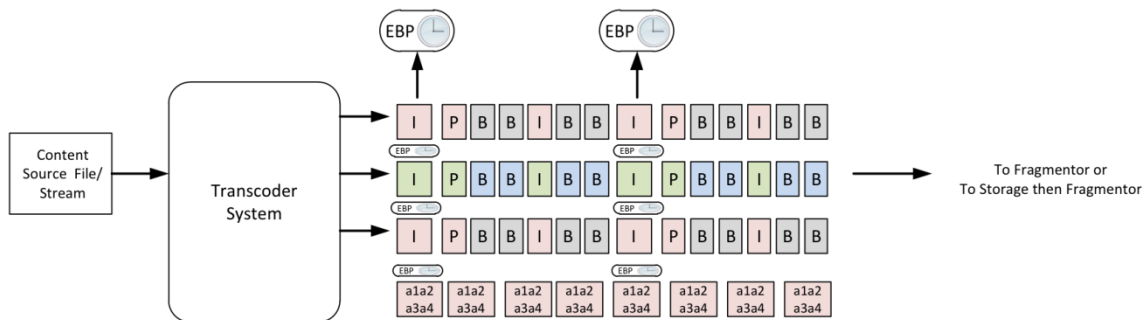 EBP EBP
I P B B I B B I P B B I B B
EBP EBP
Content
Source File/
Stream
Transcoder
System
I P B B I B B I P B B I B B
To Fragmentor or
To Storage then Fragmentor
EBP EBP
I P B B I B B I P B B I B B
EBP EBP
a1a2 a1a2 a1a2 a1a2 a1a2 a1a2 a1a2 a1a2
a3a4 a3a4 a3a4 a3a4 a3a4 a3a4 a3a4 a3a4